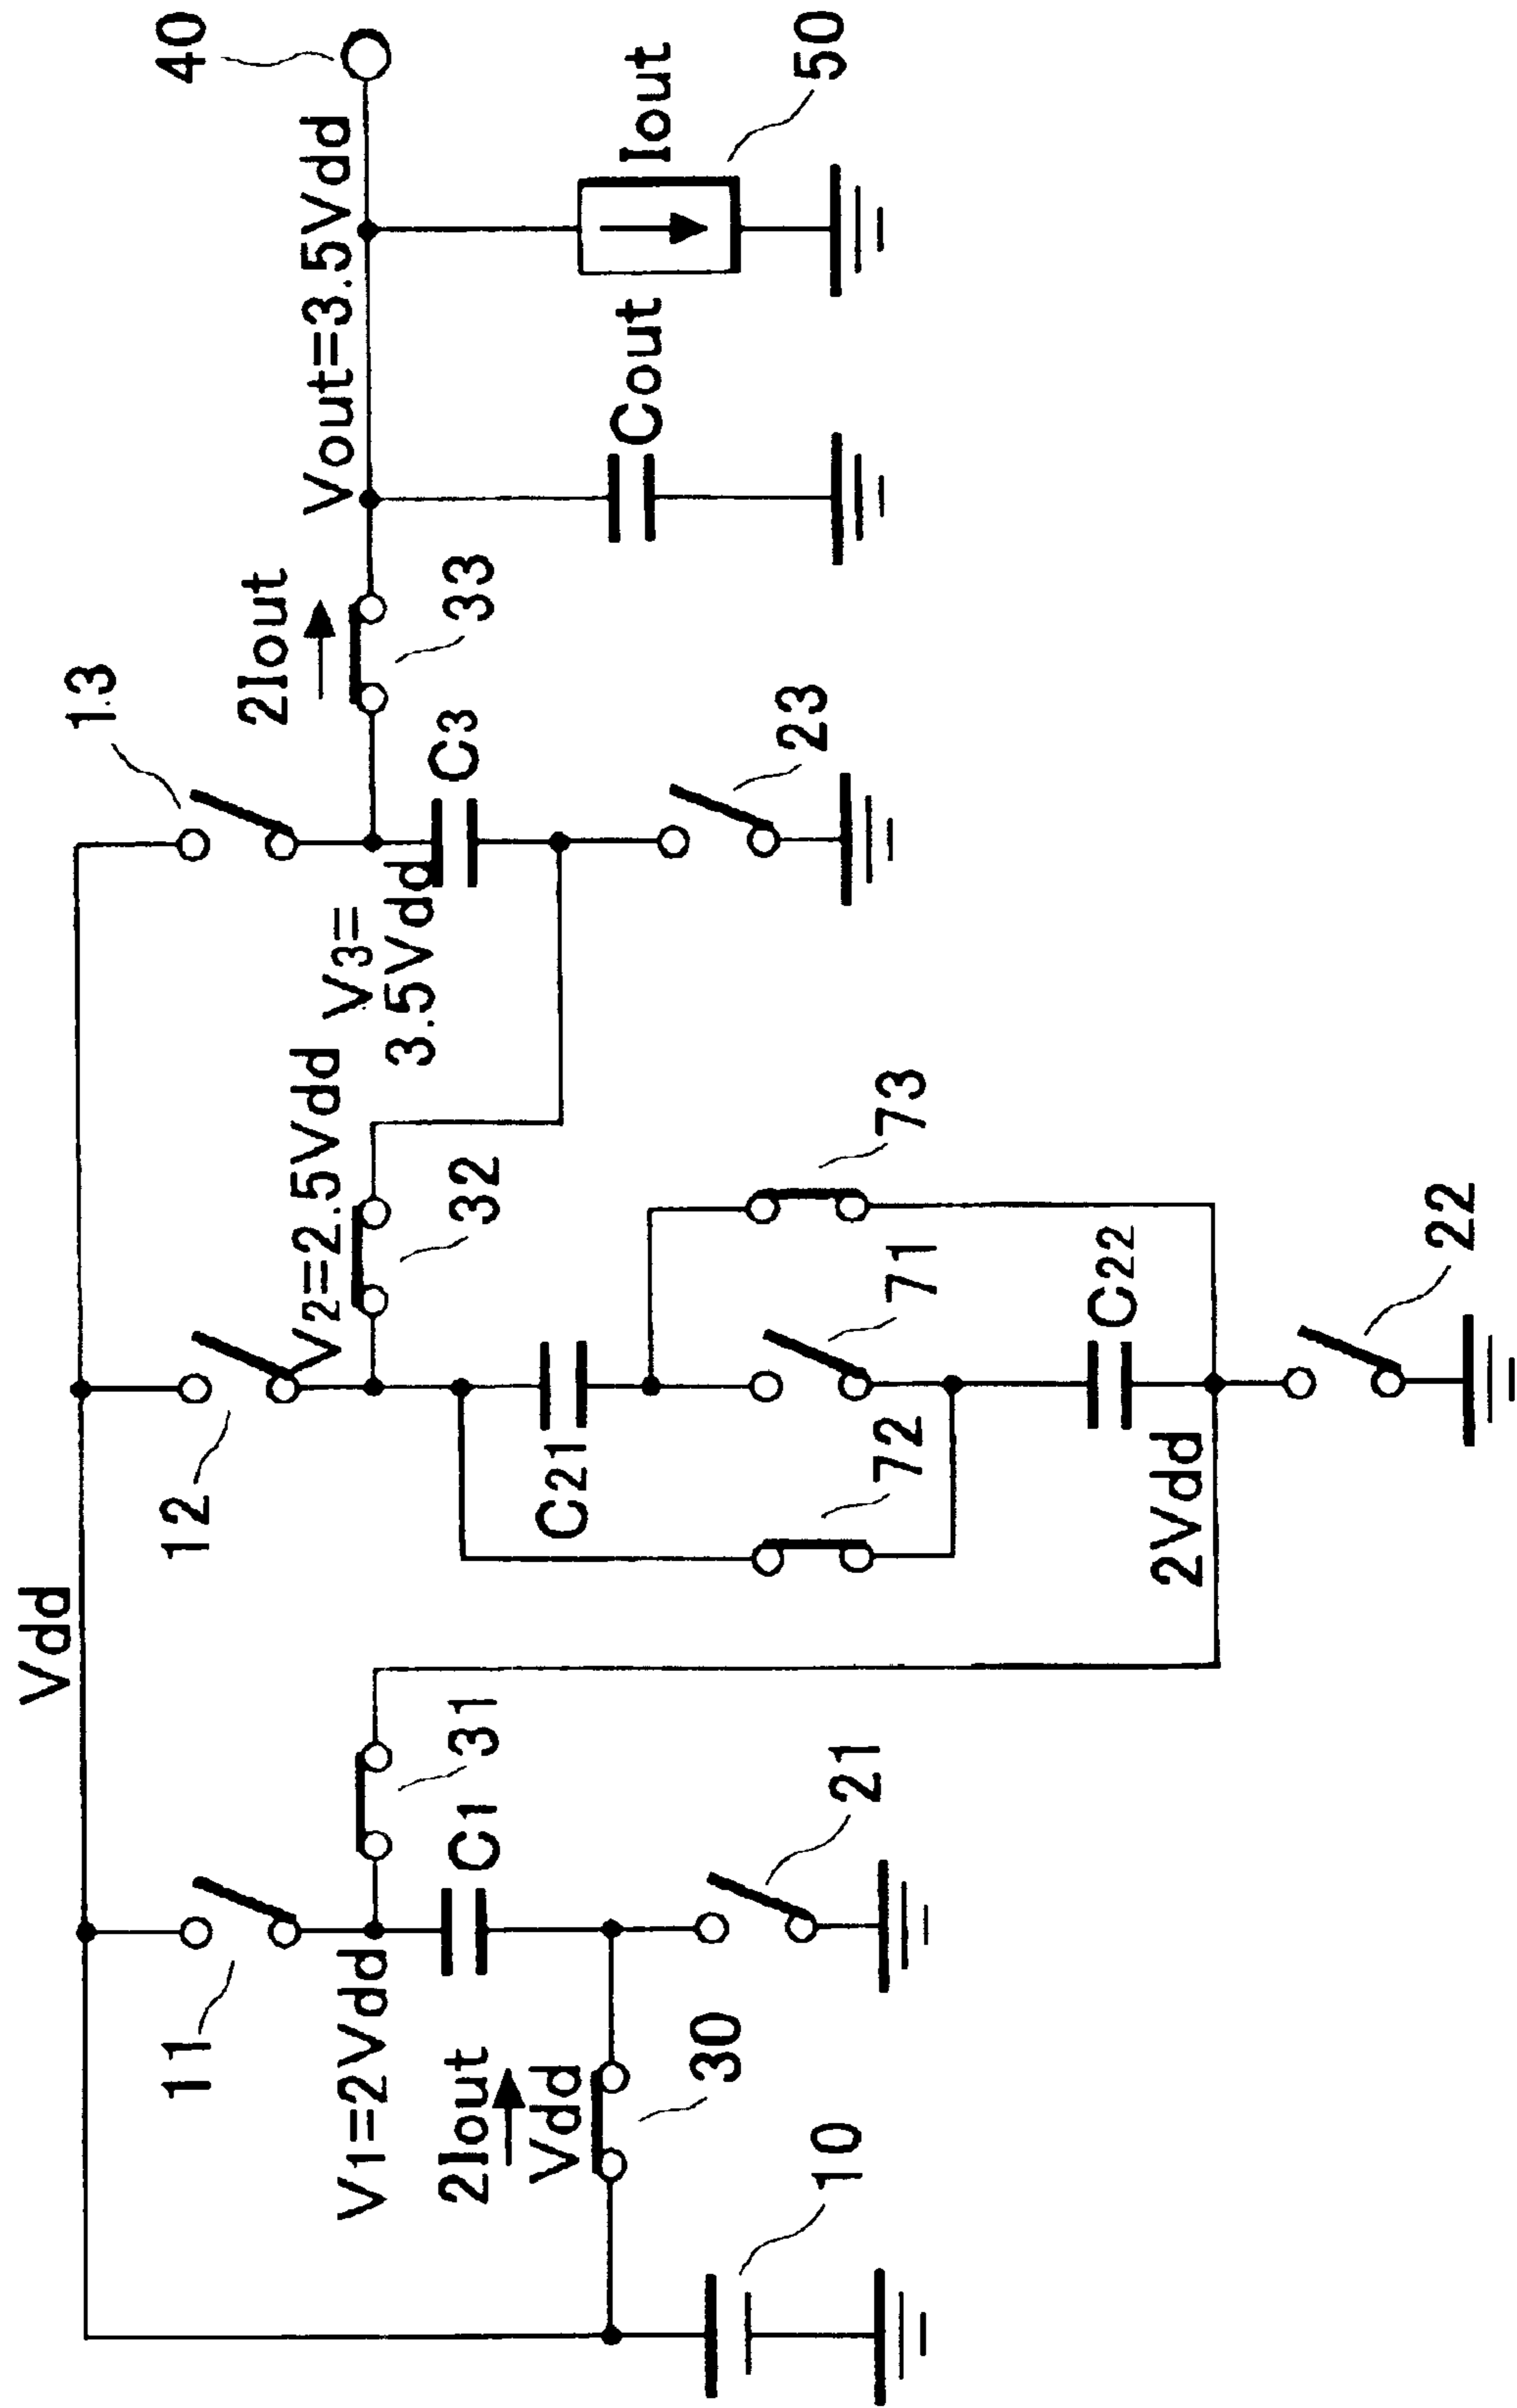 Vdd
11
12
13
V1=2Vdd
31
V2=2.5Vdd
32
V3=
3.5Vdd
2Iout
33
Vout=3.5Vdd
40
2Iout
Vdd
30
C1
21
10
C21
72
71
73
C22
2Vdd
22
C3
23
Cout
Iout
50